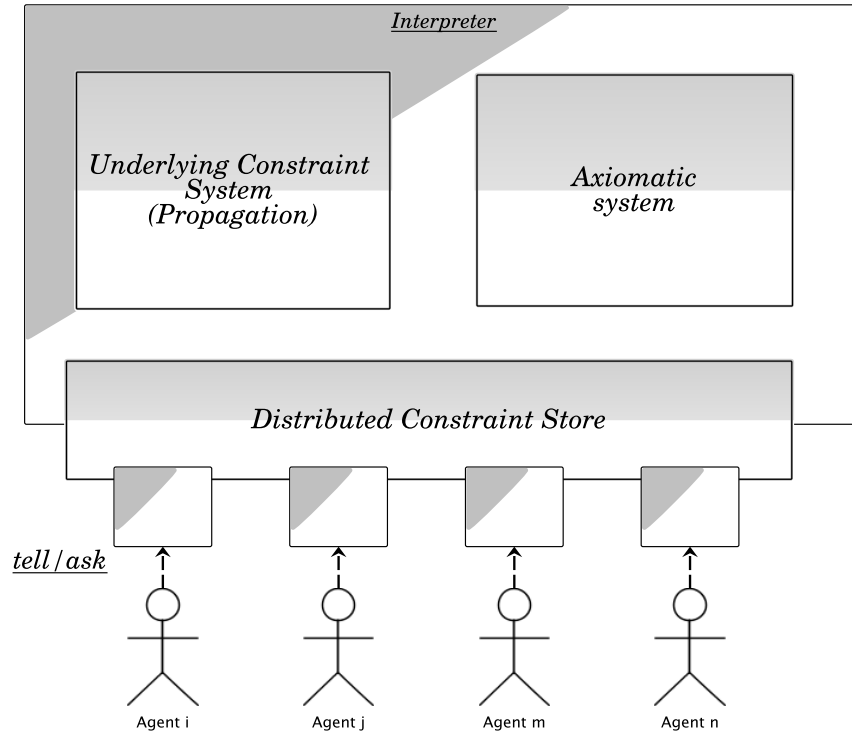 Interpreter
Underlying Constraint
System
(Propagation)
Axiomatic
system
Distributed Constraint Store
tell/ask
Agent i
Agent j
Agent m
Agent n